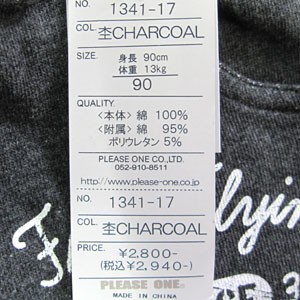 NO. 1341-17
COL. 杢CHARCOAL
SIZE. 身長 90cm
体重 13kg
90
QUALITY.
<本体> 綿 100%
<附属> 綿 95%
ポリウレタン 5%
PLEASE ONE CO.,LTD.
052-910-8511
http://www.please-one.co.jp
NO. 1341-17
COL. 杢CHARCOAL
PRICE. ¥2,800-
(税込¥2,940-)
PLEASE ONE.
MADE IN CHINA